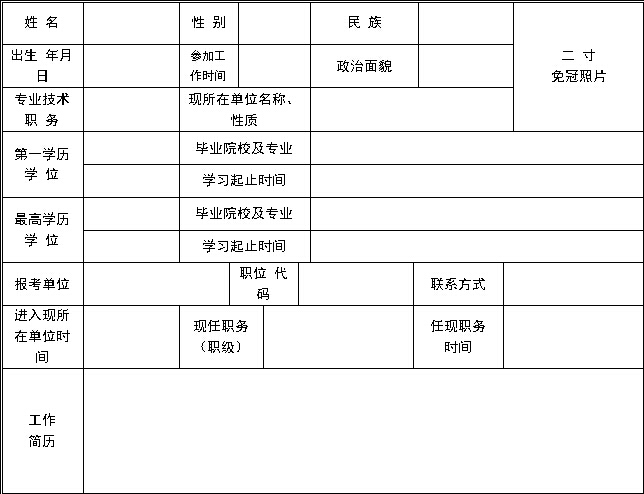 姓 名
性 别
民 族
二 寸
免冠照片
出生 年月
日
参加工
作时间
政治面貌
专业技术
职 务
现所在单位名称、
性质
第一学历
学 位
毕业院校及专业
学习起止时间
最高学历
学 位
毕业院校及专业
学习起止时间
报考单位
职位 代
码
联系方式
进入现所
在单位时
间
现任职务
（职级）
任现职务
时间
工作
简历